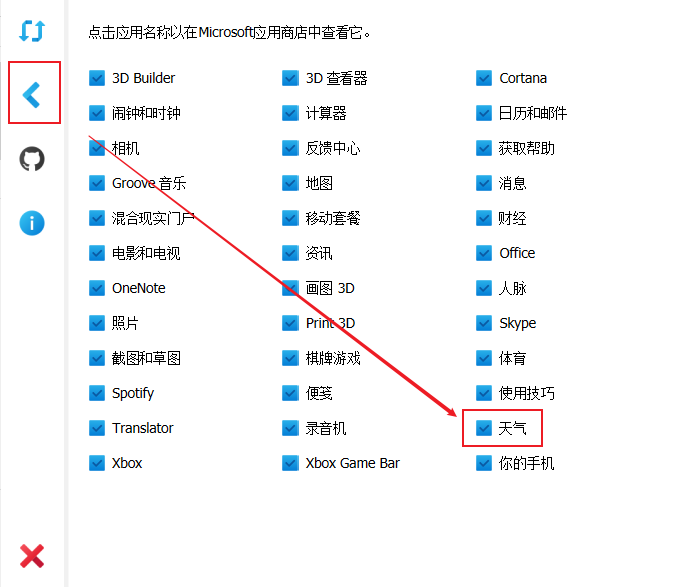 点击应用名称以在Microsoft应用商店中查看它。
3D Builder 3D 查看器 Cortana
闹钟和时钟 计算器 日历和邮件
相机 反馈中心 获取帮助
Groove 音乐 地图 消息
混合现实门户 移动套餐 财经
电影和电视 资讯 Office
OneNote 画图 3D 人脉
照片 Print 3D Skype
截图和草图 棋牌游戏 体育
Spotify 便笺 使用技巧
Translator 录音机 天气
Xbox Xbox Game Bar 你的手机